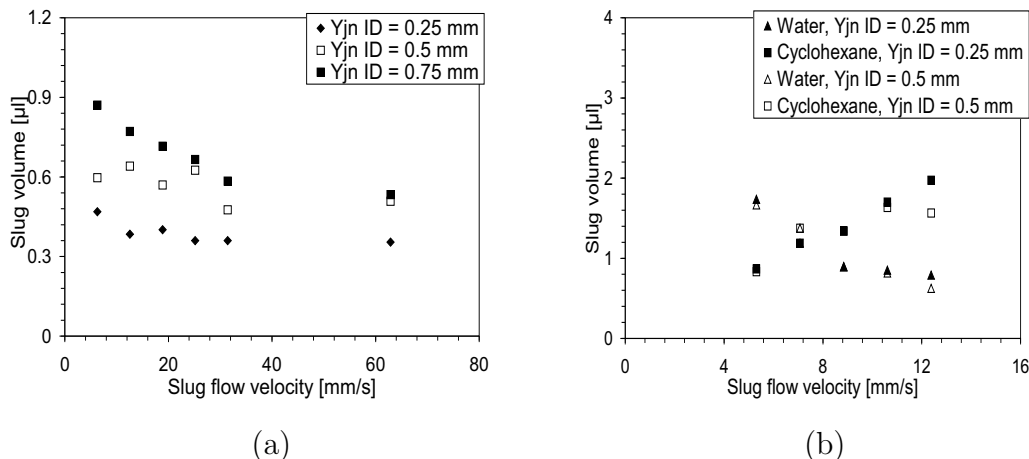 1.2
0.9
0.6
0.3
0
Slug volume [µl]
Yjn ID = 0.25 mm
Yjn ID = 0.5 mm
Yjn ID = 0.75 mm
0 20 40 60 80
Slug flow velocity [mm/s]
(a)
4
3
2
1
0
Slug volume [µl]
Water, Yjn ID = 0.25 mm
Cyclohexane, Yjn ID = 0.25 mm
Water, Yjn ID = 0.5 mm
Cyclohexane, Yjn ID = 0.5 mm
0 4 8 12 16
Slug flow velocity [mm/s]
(b)